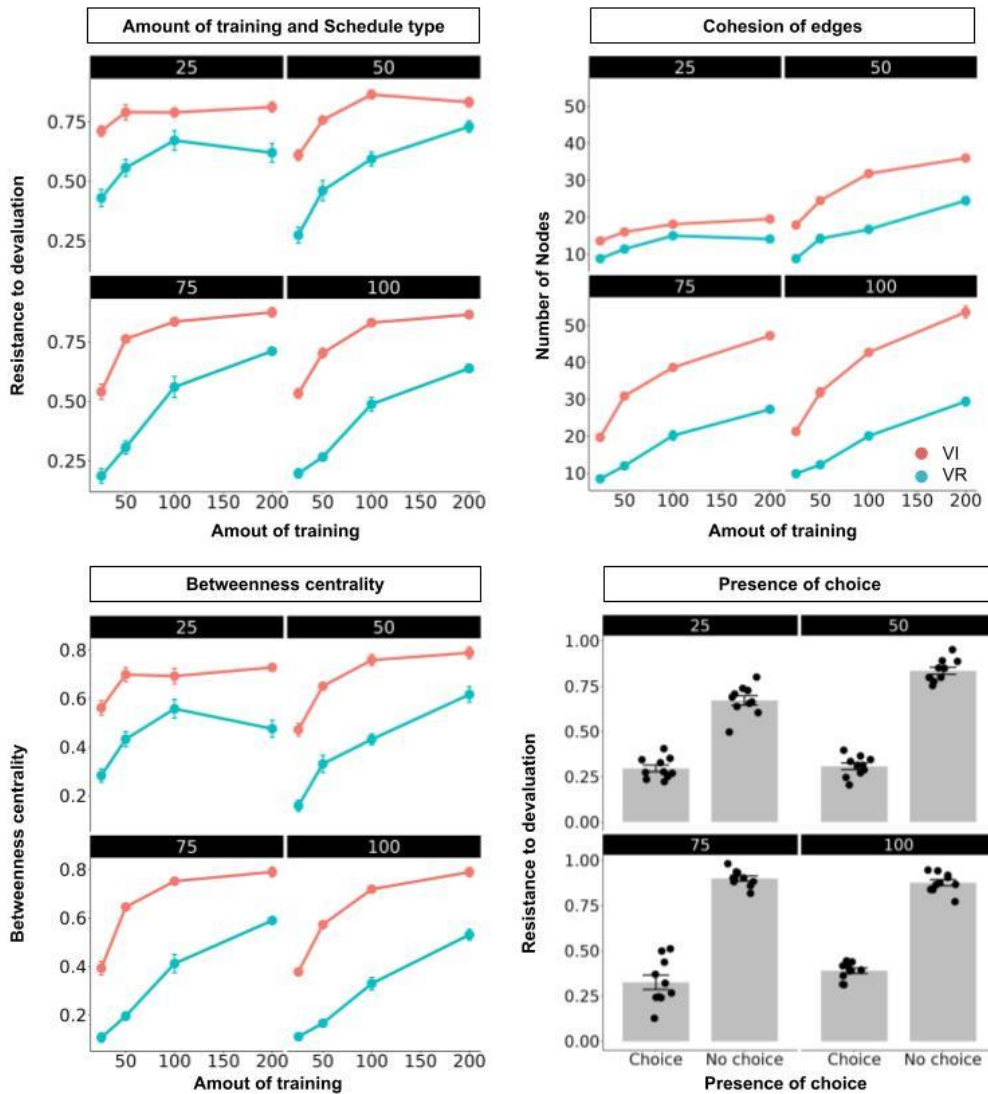 Amount of training and Schedule type
25 50
0.75
0.50
0.25
75 100
0.75
0.50
0.25
50 100 150 200 50 100 150 200
Resistance to devaluation
Amout of training
Cohesion of edges
25 50
50
40
30
20
10
75 100
50
40
30
20
10
VI
VR
50 100 150 200 50 100 150 200
Number of Nodes
Amout of training
Betweenness centrality
25 50
0.8
0.6
0.4
0.2
75 100
0.8
0.6
0.4
0.2
50 100 150 200 50 100 150 200
Betweenness centrality
Amout of training
Presence of choice
25 50
1.00
0.75
0.50
0.25
0.00
75 100
1.00
0.75
0.50
0.25
0.00
Choice No choice Choice No choice
Resistance to devaluation
Presence of choice